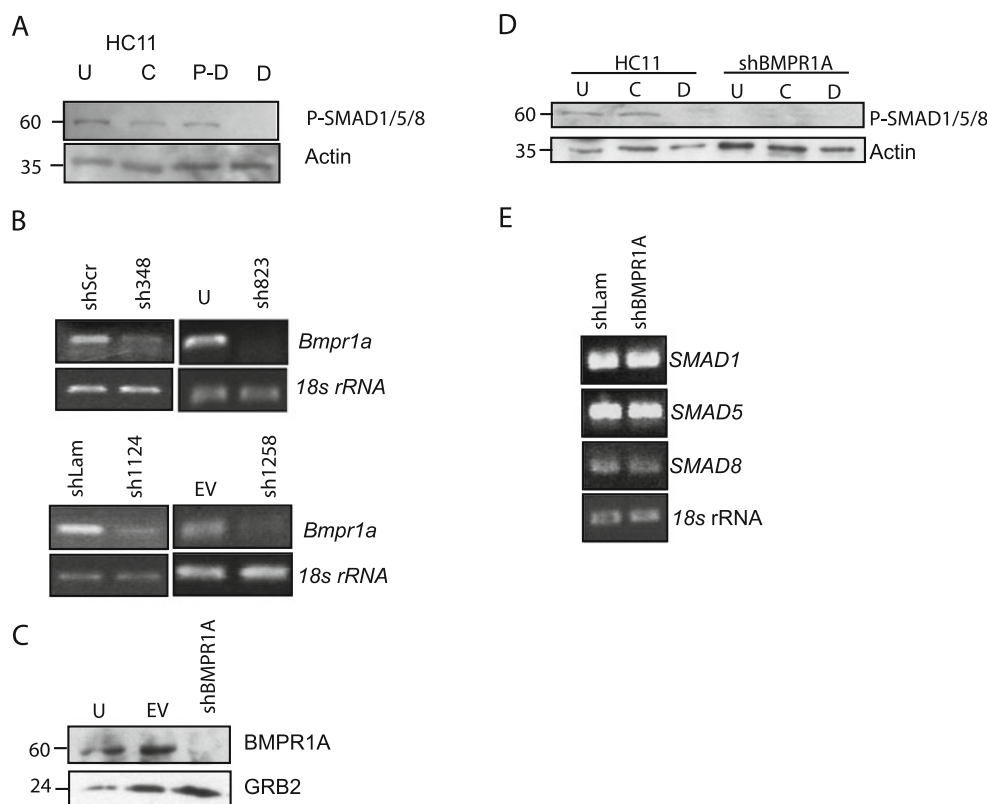 A
HC11
U C P-D D
60 P-SMAD1/5/8
35 Actin
B
shScr sh348 U sh823
Bmpr1a
18s rRNA
shLam sh1124 EV sh1258
Bmpr1a
18s rRNA
C
U EV shBMPR1A
60 BMPR1A
24 GRB2
D
HC11 shBMPR1A
U C D U C D
60 P-SMAD1/5/8
35 Actin
E
shLam shBMPR1A
SMAD1
SMAD5
SMAD8
18s rRNA